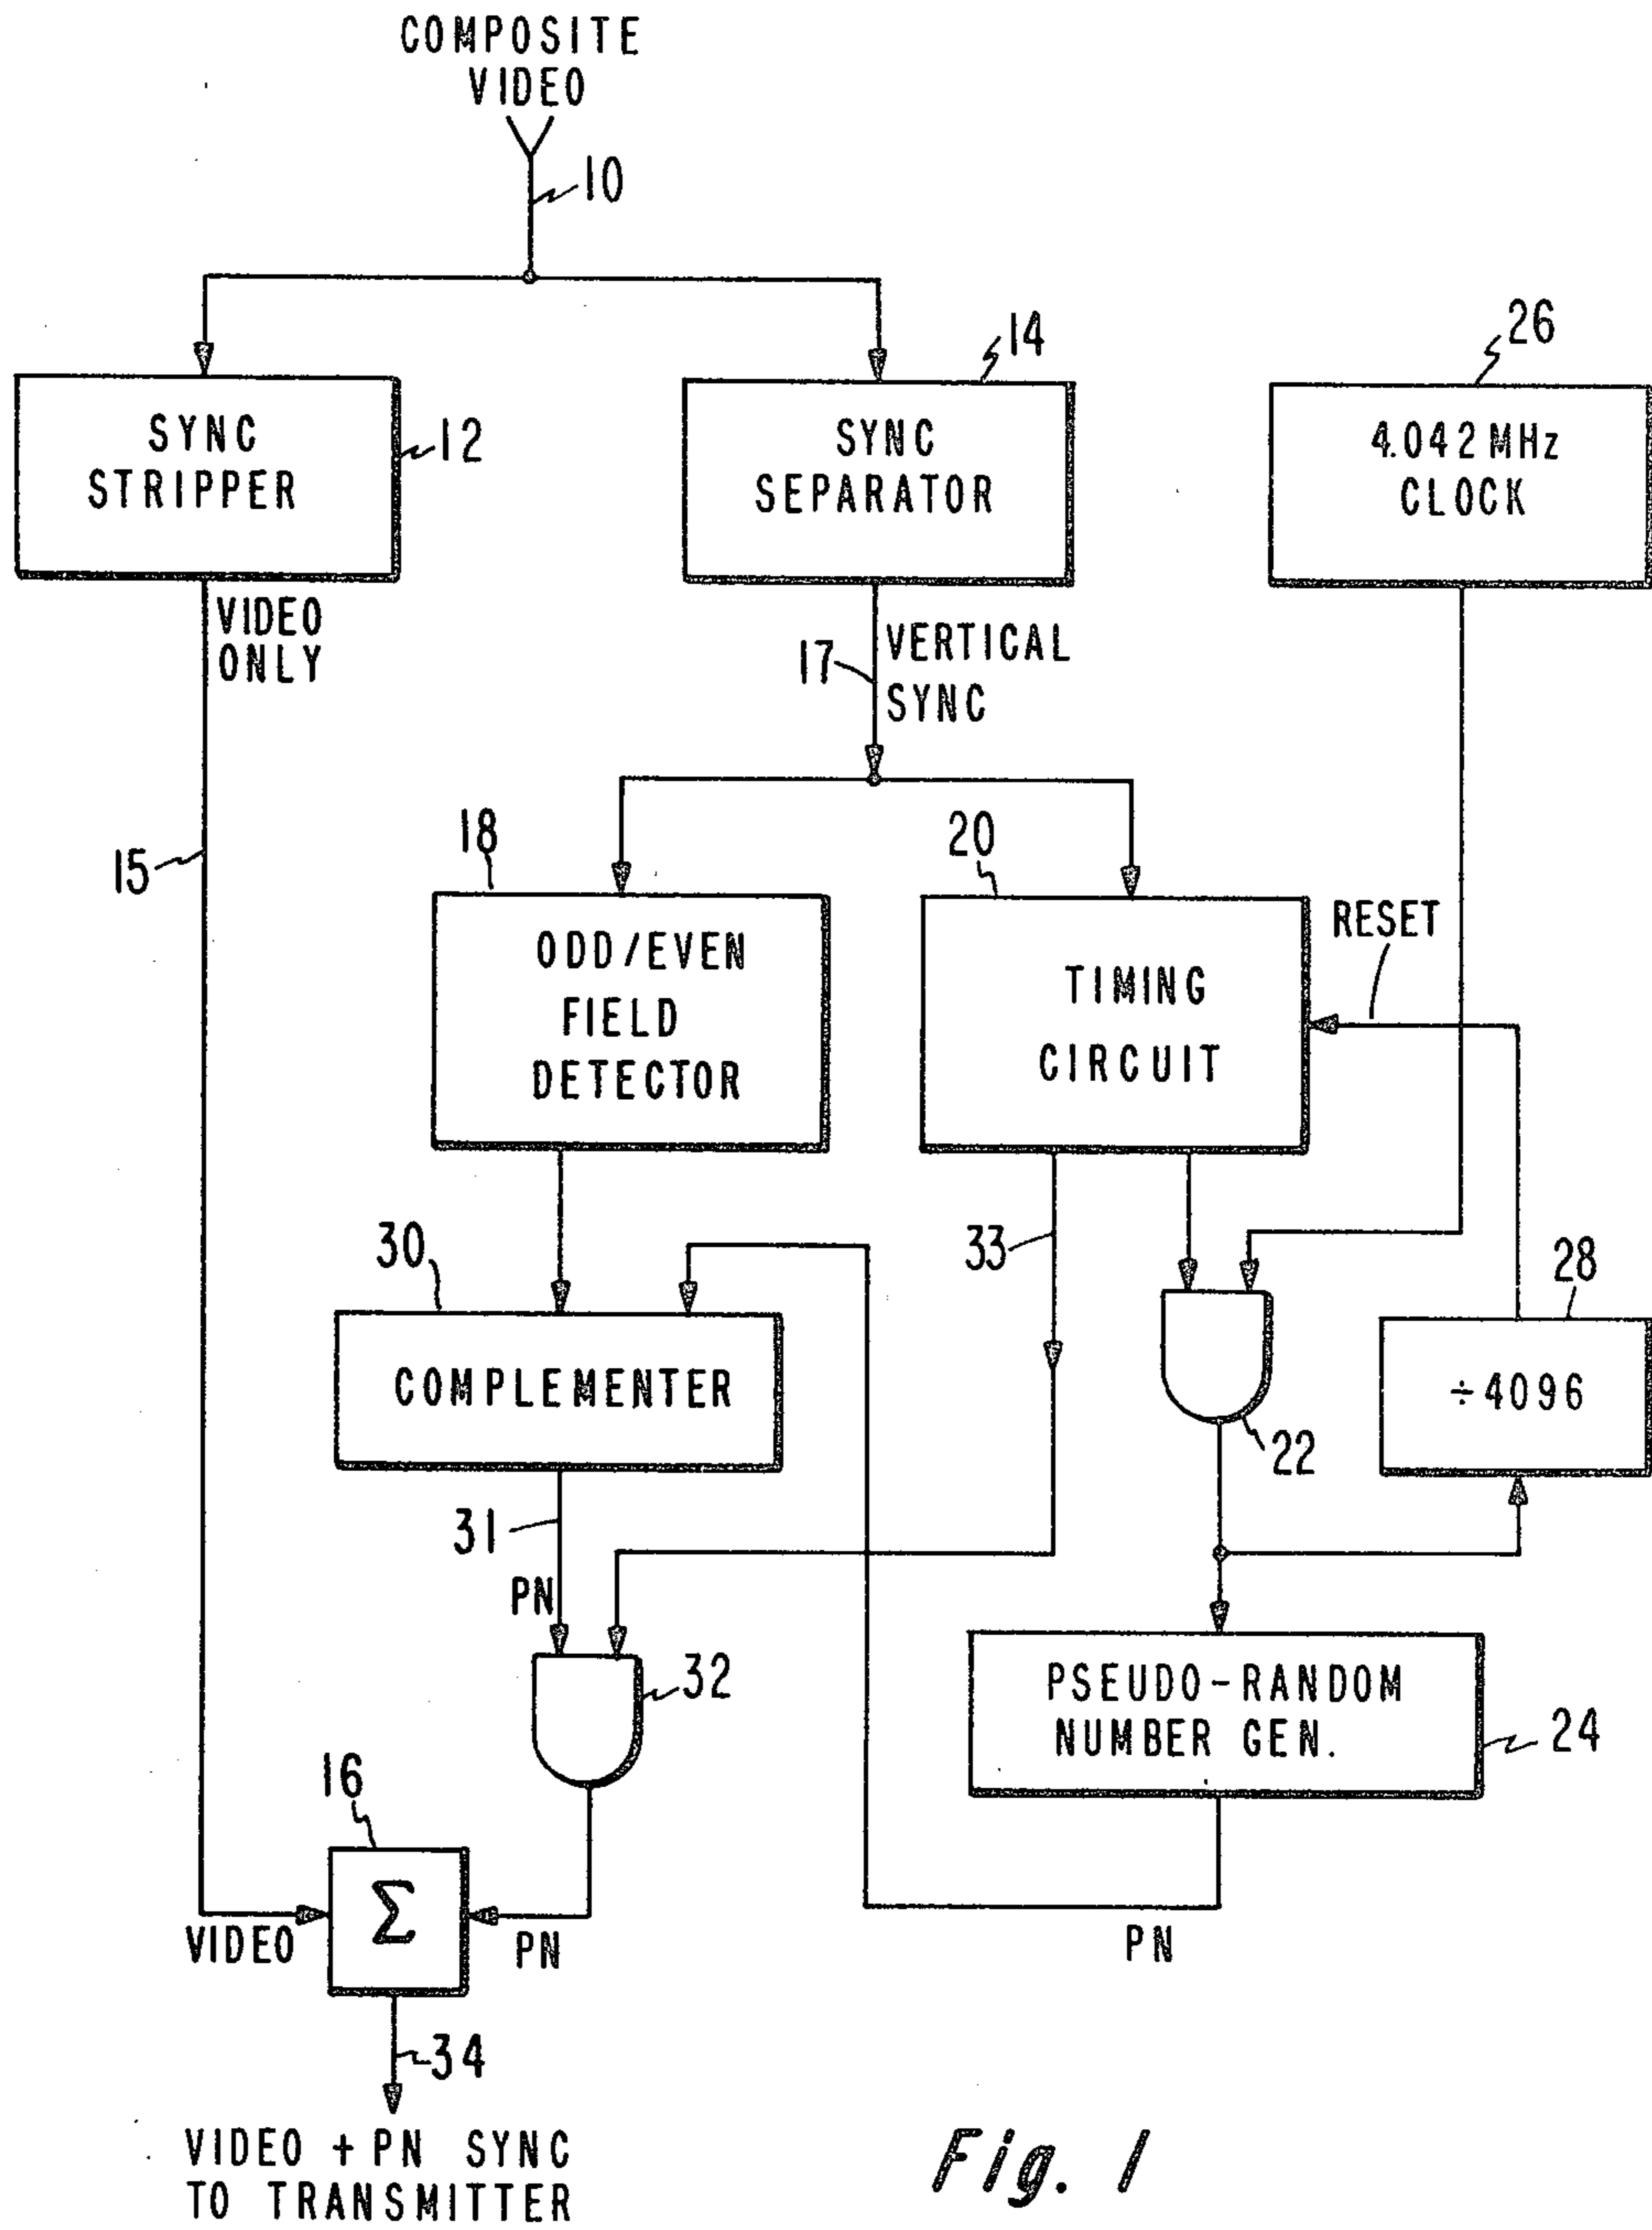 COMPOSITE
VIDEO
10
26
14
SYNC
STRIPPER
12
SYNC
SEPARATOR
4.042 MHz
CLOCK
VIDEO
ONLY
17
VERTICAL
SYNC
15
18
20
RESET
ODD/EVEN
FIELD
DETECTOR
TIMING
CIRCUIT
30
33
28
COMPLEMENTER
÷4096
22
31
PN
32
PSEUDO-RANDOM
NUMBER GEN.
24
16
Σ
VIDEO
PN
PN
34
VIDEO + PN SYNC
TO TRANSMITTER
Fig. 1